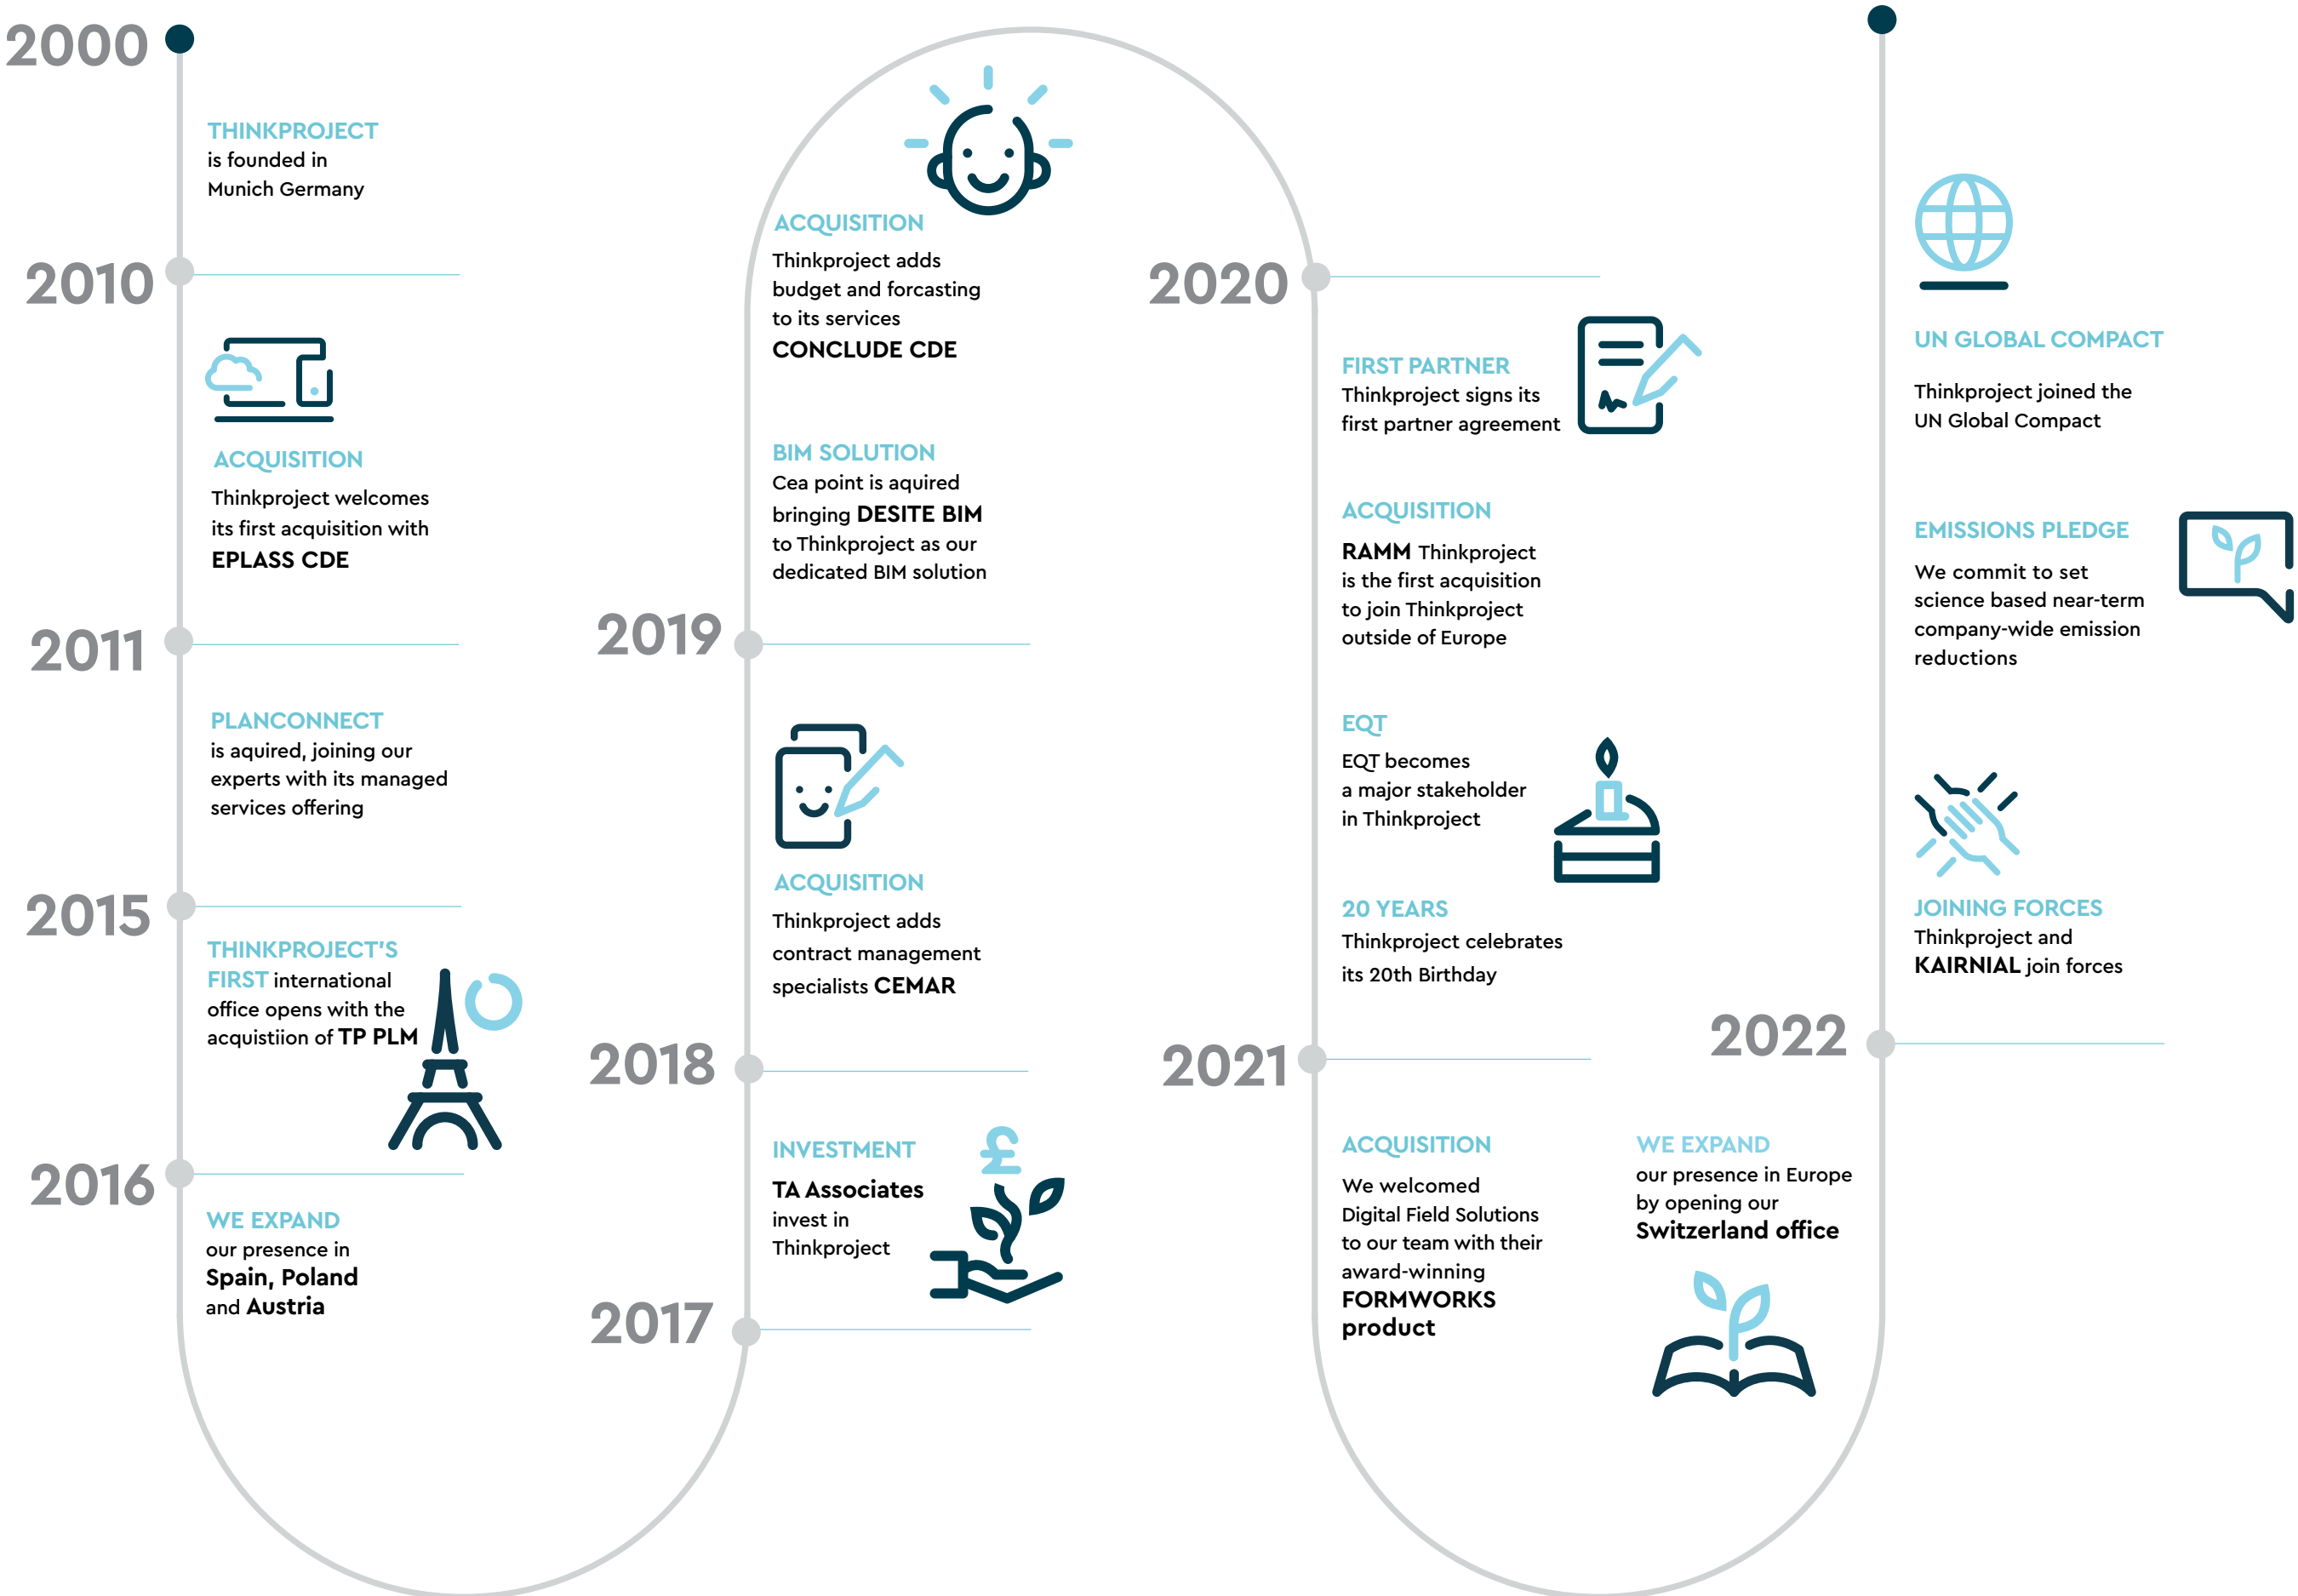 2000
THINKPROJECT
is founded in
Munich Germany
2010
ACQUISITION
Thinkproject welcomes
its first acquisition with
EPLASS CDE
2011
PLANCONNECT
is aquired, joining our
experts with its managed
services offering
2015
THINKPROJECT'S
FIRST international
office opens with the
acquistiion of TP PLM
2016
WE EXPAND
our presence in
Spain, Poland
and Austria
2017
INVESTMENT
£
TA Associates
invest in
Thinkproject
2018
ACQUISITION
Thinkproject adds
contract management
specialists CEMAR
2019
BIM SOLUTION
Cea point is aquired
bringing DESITE BIM
to Thinkproject as our
dedicated BIM solution
ACQUISITION
Thinkproject adds
budget and forcasting
to its services
CONCLUDE CDE
2020
FIRST PARTNER
Thinkproject signs its
first partner agreement
ACQUISITION
RAMM Thinkproject
is the first acquisition
to join Thinkproject
outside of Europe
EQT
EQT becomes
a major stakeholder
in Thinkproject
20 YEARS
Thinkproject celebrates
its 20th Birthday
2021
ACQUISITION
We welcomed
Digital Field Solutions
to our team with their
award-winning
FORMWORKS
product
WE EXPAND
our presence in Europe
by opening our
Switzerland office
2022
JOINING FORCES
Thinkproject and
KAIRNIAL join forces
EMISSIONS PLEDGE
We commit to set
science based near-term
company-wide emission
reductions
UN GLOBAL COMPACT
Thinkproject joined the
UN Global Compact